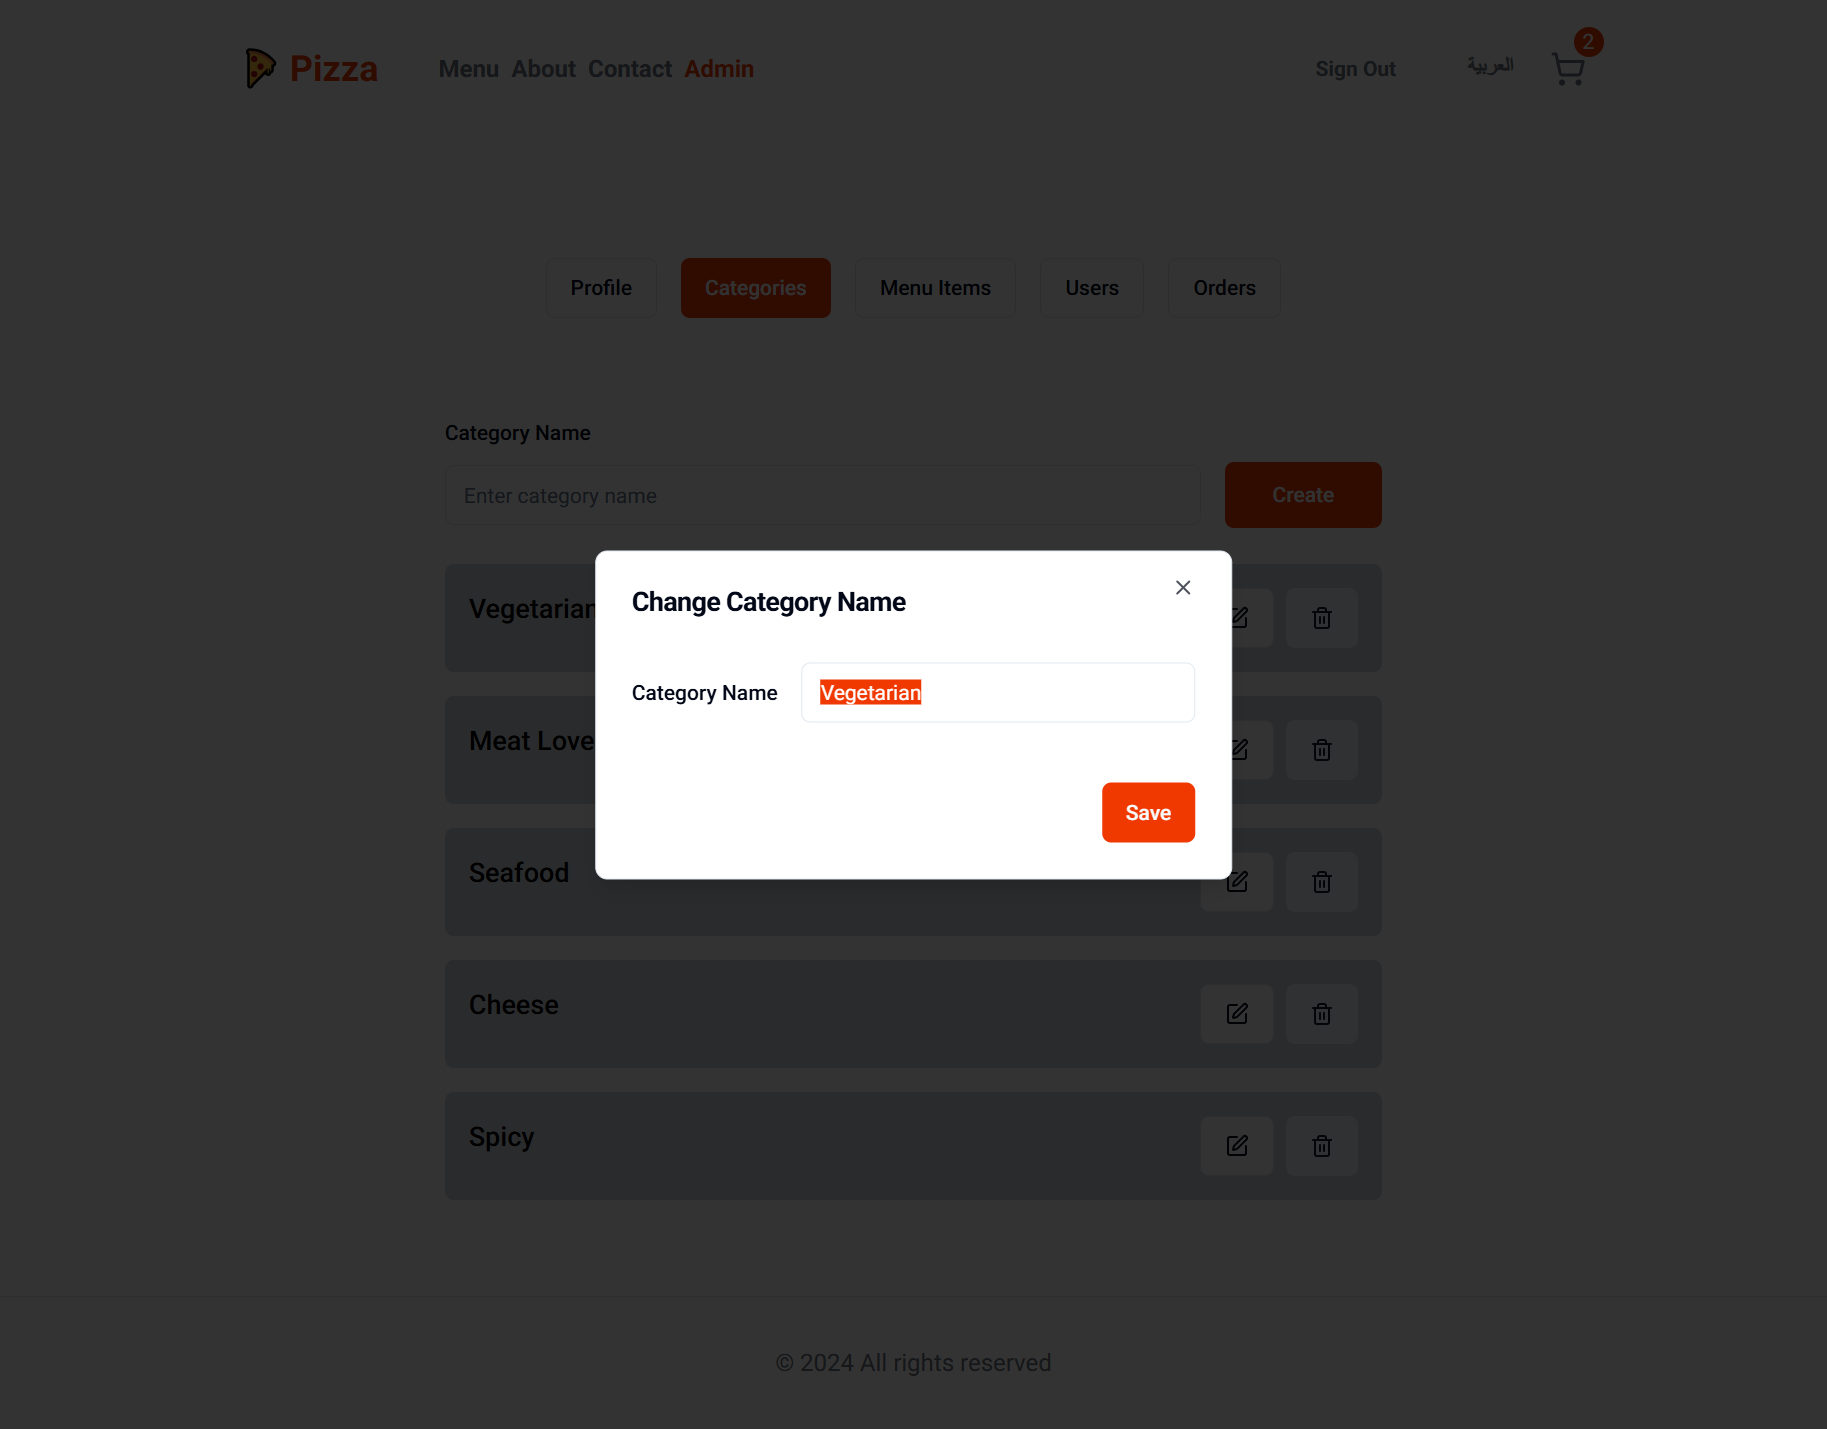 Pizza Menu About Contact Admin Sign Out العربية 2
Profile Categories Menu Items Users Orders
Category Name
Enter category name Create
Change Category Name
Vegetarian
Category Name Vegetarian
Meat Love
Save
Seafood
Cheese
Spicy
© 2024 All rights reserved